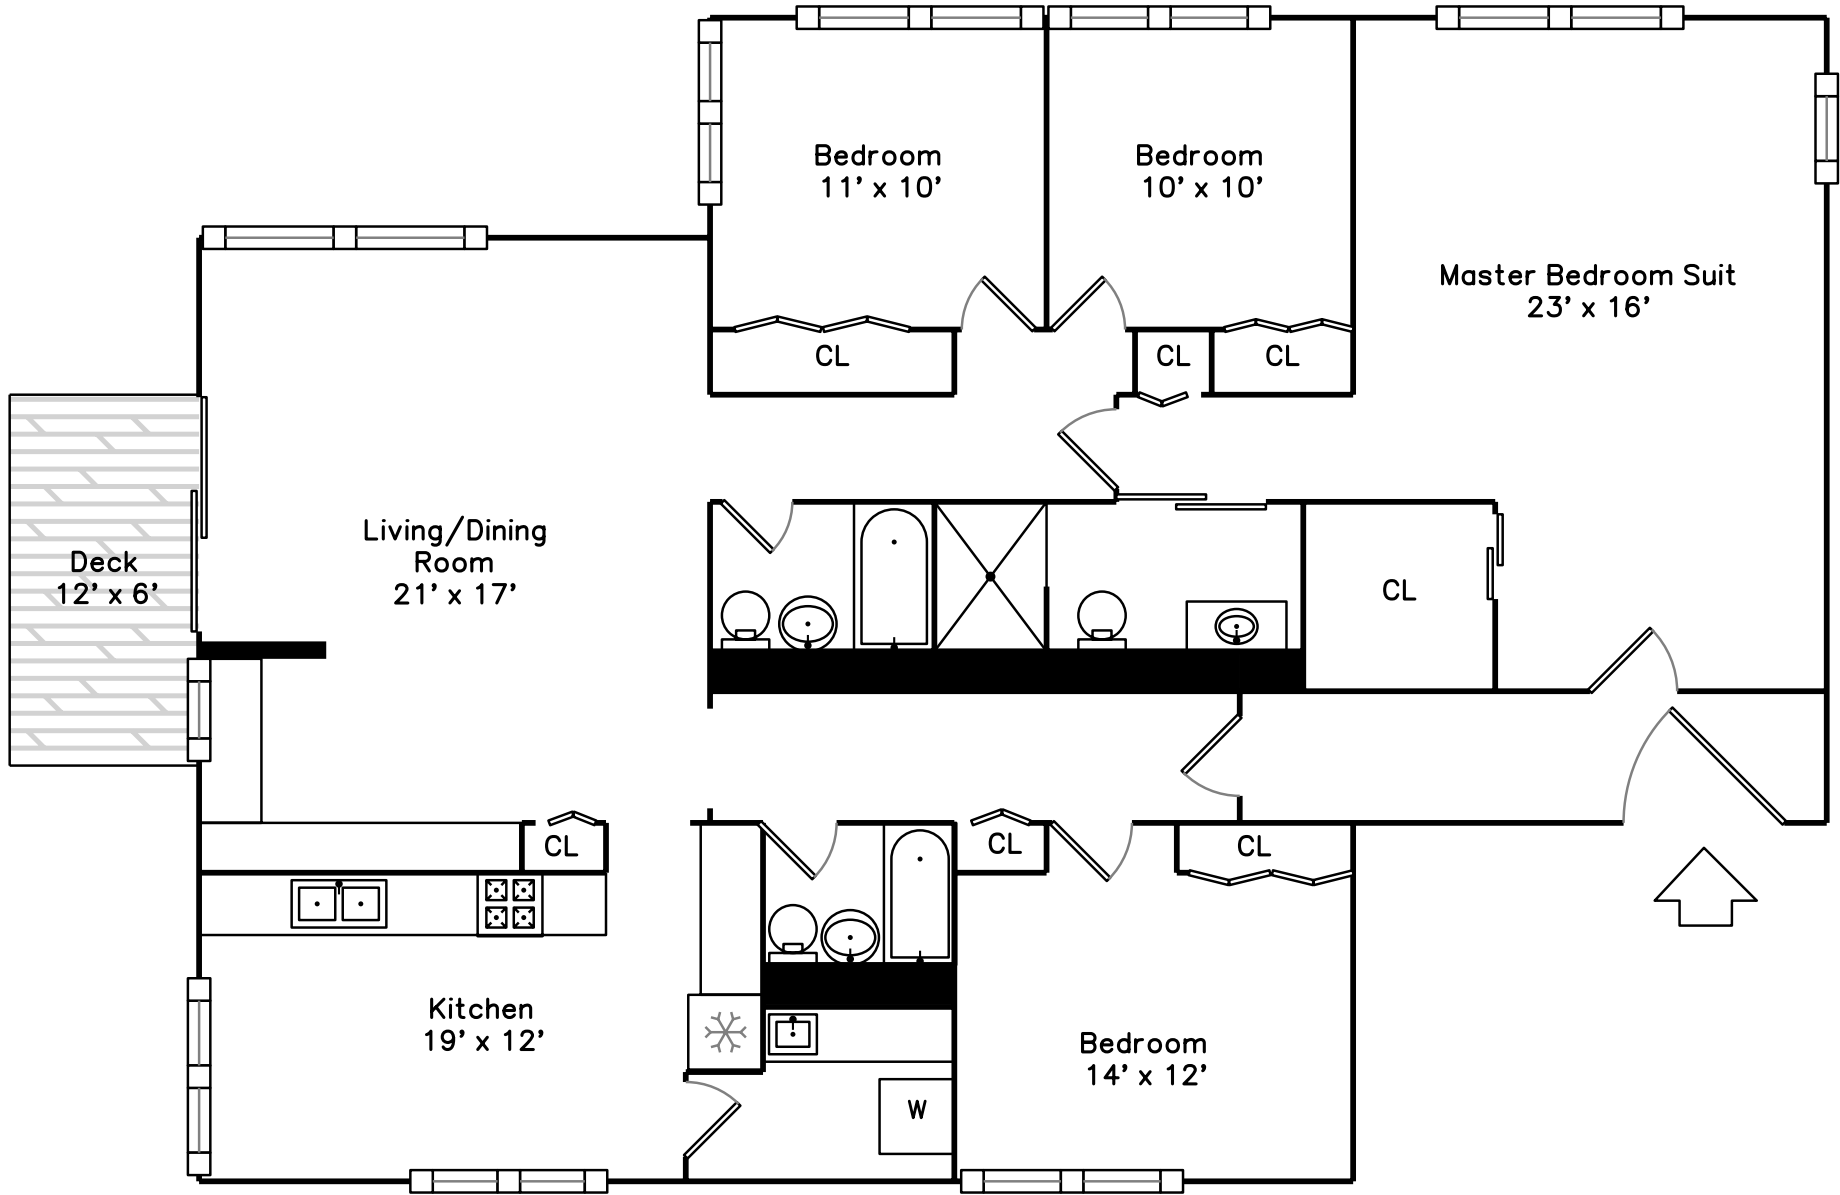 Bedroom
11' x 10'
Bedroom
10' x 10'
Master Bedroom Suit
23' x 16'
CL
CL
CL
Living/Dining
Room
21' x 17'
Deck
12' x 6'
CL
CL
CL
CL
Kitchen
19' x 12'
Bedroom
14' x 12'
W